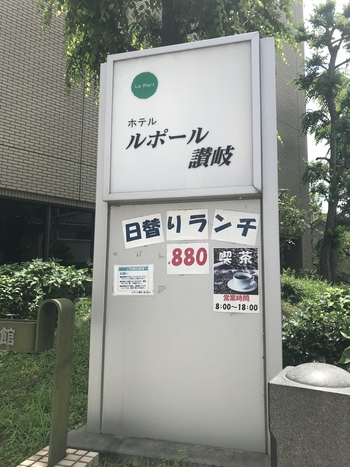 Le Port
ホテル
ルポール
讃岐
日替りランチ
.880
喫茶
営業時間
8:00～18:00
館